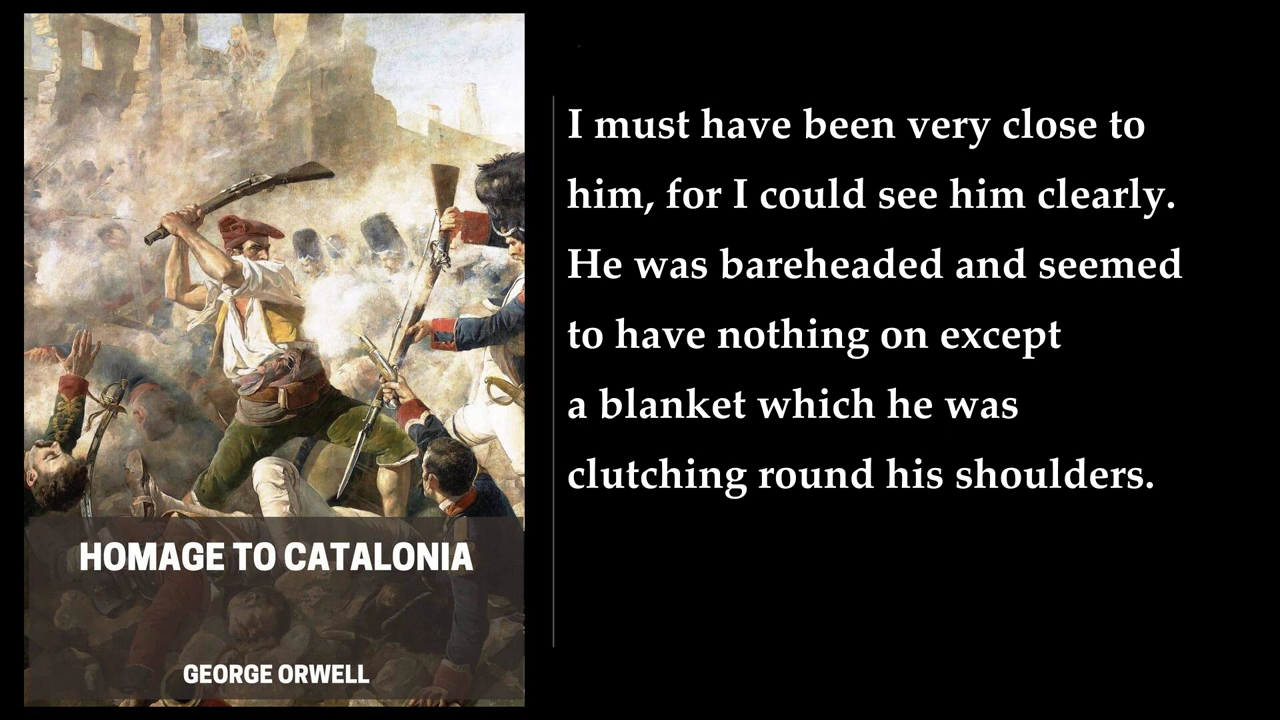 I must have been very close to
him, for I could see him clearly.
He was bareheaded and seemed
to have nothing on except
a blanket which he was
clutching round his shoulders.
HOMAGE TO CATALONIA
GEORGE ORWELL